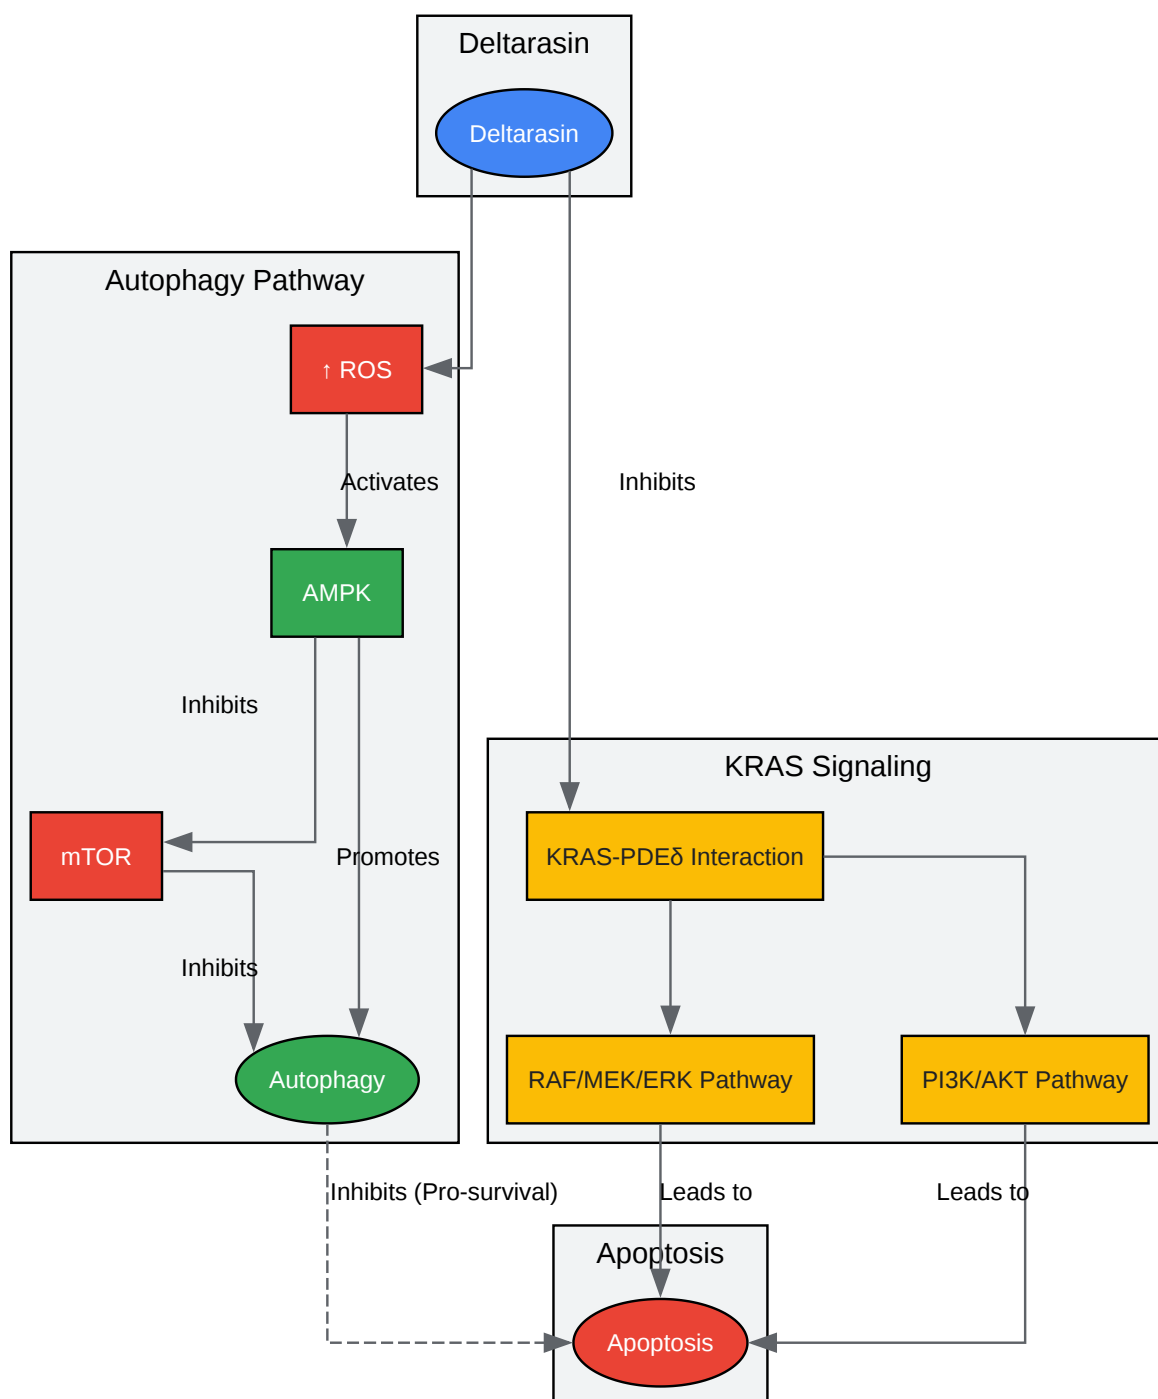 Deltarasin
Deltarasin
Autophagy Pathway
↑ ROS
Activates
Inhibits
AMPK
Inhibits
KRAS Signaling
mTOR
Promotes
KRAS-PDEδ Interaction
Inhibits
Autophagy
RAF/MEK/ERK Pathway
PI3K/AKT Pathway
Inhibits (Pro-survival)
Leads to
Leads to
Apoptosis
Apoptosis